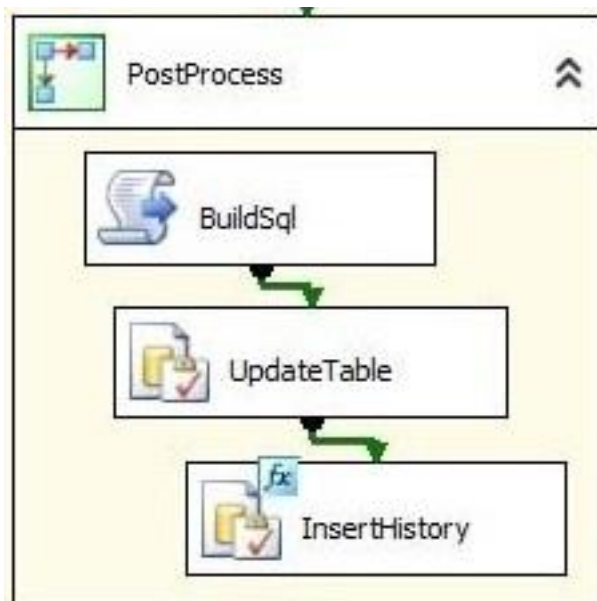 PostProcess
BuildSql
UpdateTable
fx
InsertHistory